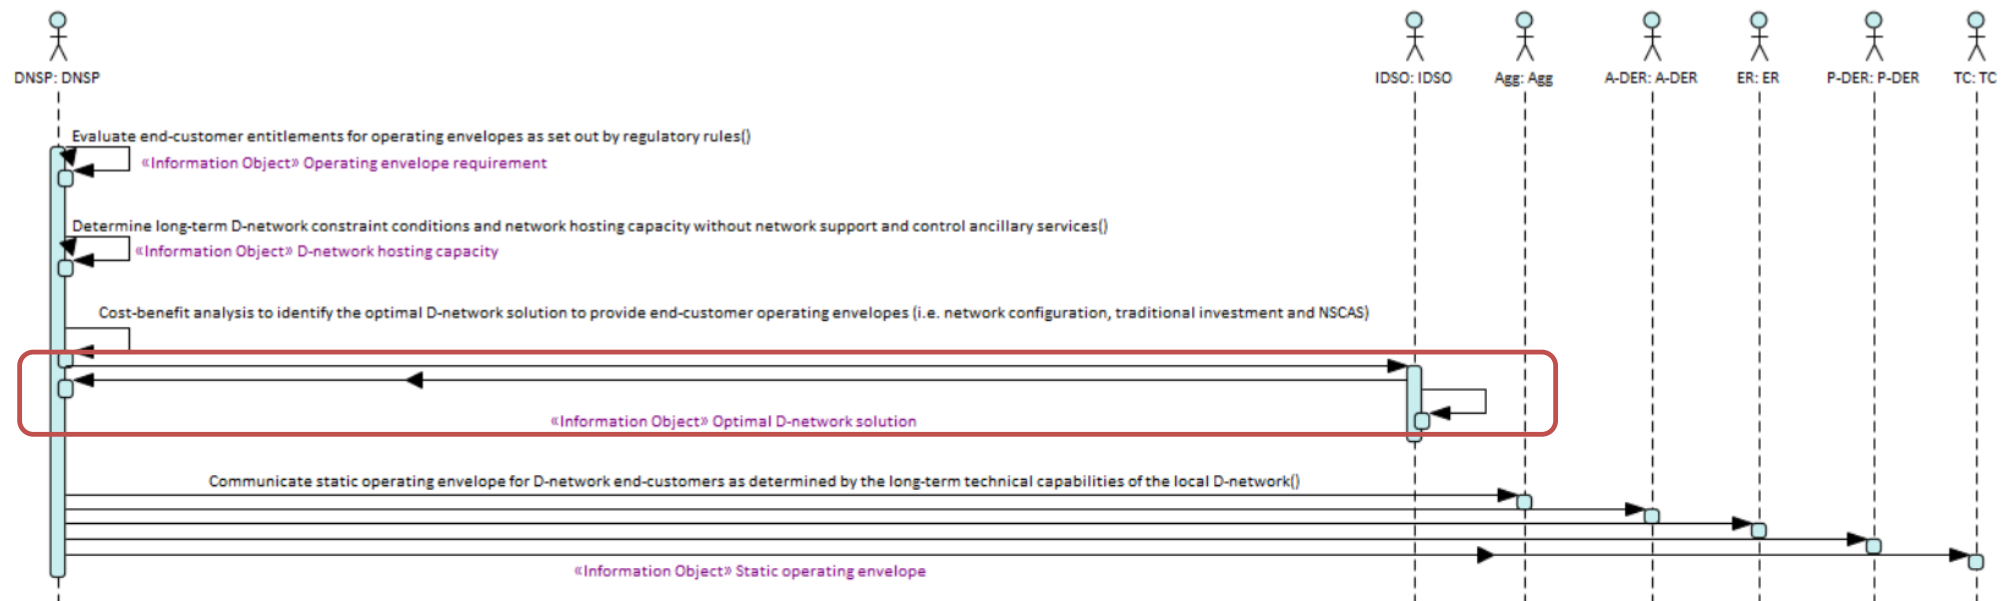 DNSP: DNSP
IDSO: IDSO
Agg: Agg
A-DER: A-DER
ER: ER
P-DER: P-DER
TC: TC
Evaluate end-customer entitlements for operating envelopes as set out by regulatory rules()
«Information Object» Operating envelope requirement
Determine long-term D-network constraint conditions and network hosting capacity without network support and control ancillary services()
«Information Object» D-network hosting capacity
Cost-benefit analysis to identify the optimal D-network solution to provide end-customer operating envelopes (i.e. network configuration, traditional investment and NSCAS)
«Information Object» Optimal D-network solution
Communicate static operating envelope for D-network end-customers as determined by the long-term technical capabilities of the local D-network()
«Information Object» Static operating envelope